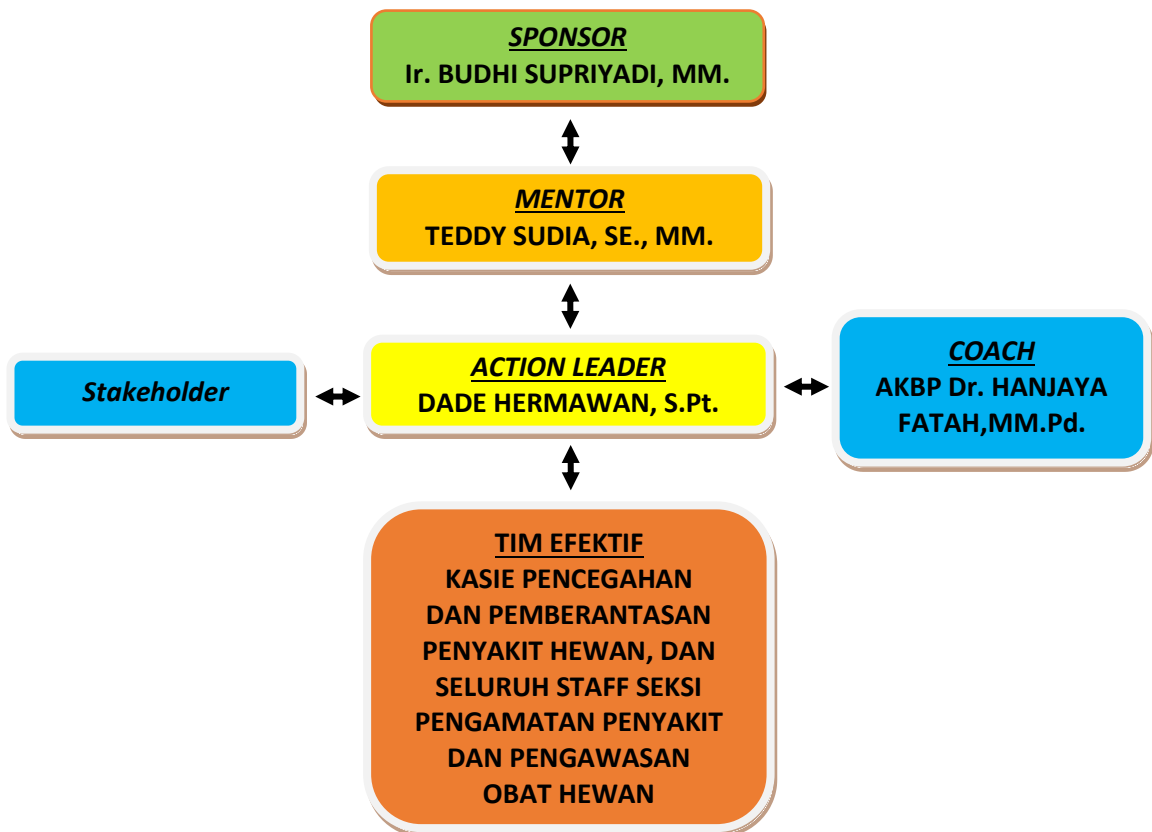 SPONSOR
Ir. BUDHI SUPRIYADI, MM.
MENTOR
TEDDY SUDIA, SE., MM.
Stakeholder
ACTION LEADER
DADE HERMAWAN, S.Pt.
COACH
AKBP Dr. HANJAYA
FATAH,MM.Pd.
TIM EFEKTIF
KASIE PENCEGAHAN
DAN PEMBERANTASAN
PENYAKIT HEWAN, DAN
SELURUH STAFF SEKSI
PENGAMATAN PENYAKIT
DAN PENGAWASAN
OBAT HEWAN